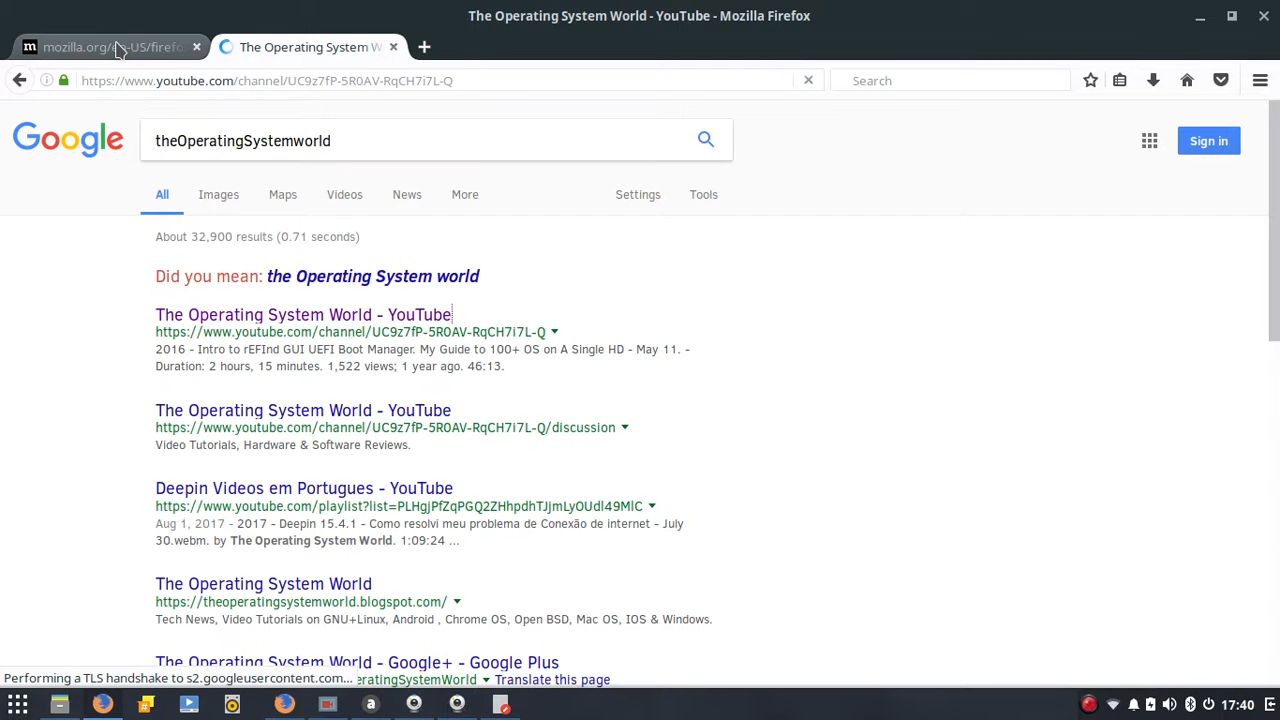 The Operating System World - YouTube - Mozilla Firefox
mozilla.org/en-US/firefo
The Operating System W
https://www.youtube.com/channel/UC9z7fP-5R0AV-RqCH7i7L-Q
Search
Google
theOperatingSystemworld
Sign in
All Images Maps Videos News More Settings Tools
About 32,900 results (0.71 seconds)
Did you mean: the Operating System world
The Operating System World - YouTube
https://www.youtube.com/channel/UC9z7fP-5R0AV-RqCH7i7L-Q
2016 - Intro to rEFInd GUI UEFI Boot Manager. My Guide to 100+ OS on A Single HD - May 11. -
Duration: 2 hours, 15 minutes. 1,522 views; 1 year ago. 46:13.
The Operating System World - YouTube
https://www.youtube.com/channel/UC9z7fP-5R0AV-RqCH7i7L-Q/discussion
Video Tutorials, Hardware & Software Reviews.
Deepin Videos em Portugues - YouTube
https://www.youtube.com/playlist?list=PLHgjPfZqPGQ2ZHhpdhTJjmLyOUdl49MlC
Aug 1, 2017 - 2017 - Deepin 15.4.1 - Como resolvi meu problema de Conexão de internet - July
30.webm. by The Operating System World. 1:09:24 ...
The Operating System World
https://theoperatingsystemworld.blogspot.com/
Tech News, Video Tutorials on GNU+Linux, Android , Chrome OS, Open BSD, Mac OS, IOS & Windows.
The Operating System World - Google+ - Google Plus
Performing a TLS handshake to s2.googleusercontent.com... eratingSystemWorld Translate this page
17:40